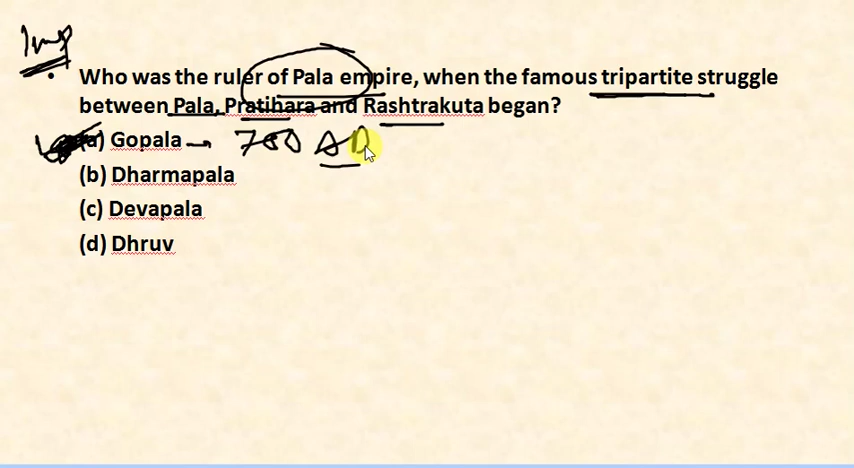 Imp
Who was the ruler of Pala empire, when the famous tripartite struggle
between Pala, Pratihara and Rashtrakuta began?
(a) Gopala → 750 AD
(b) Dharmapala
(c) Devapala
(d) Dhruv